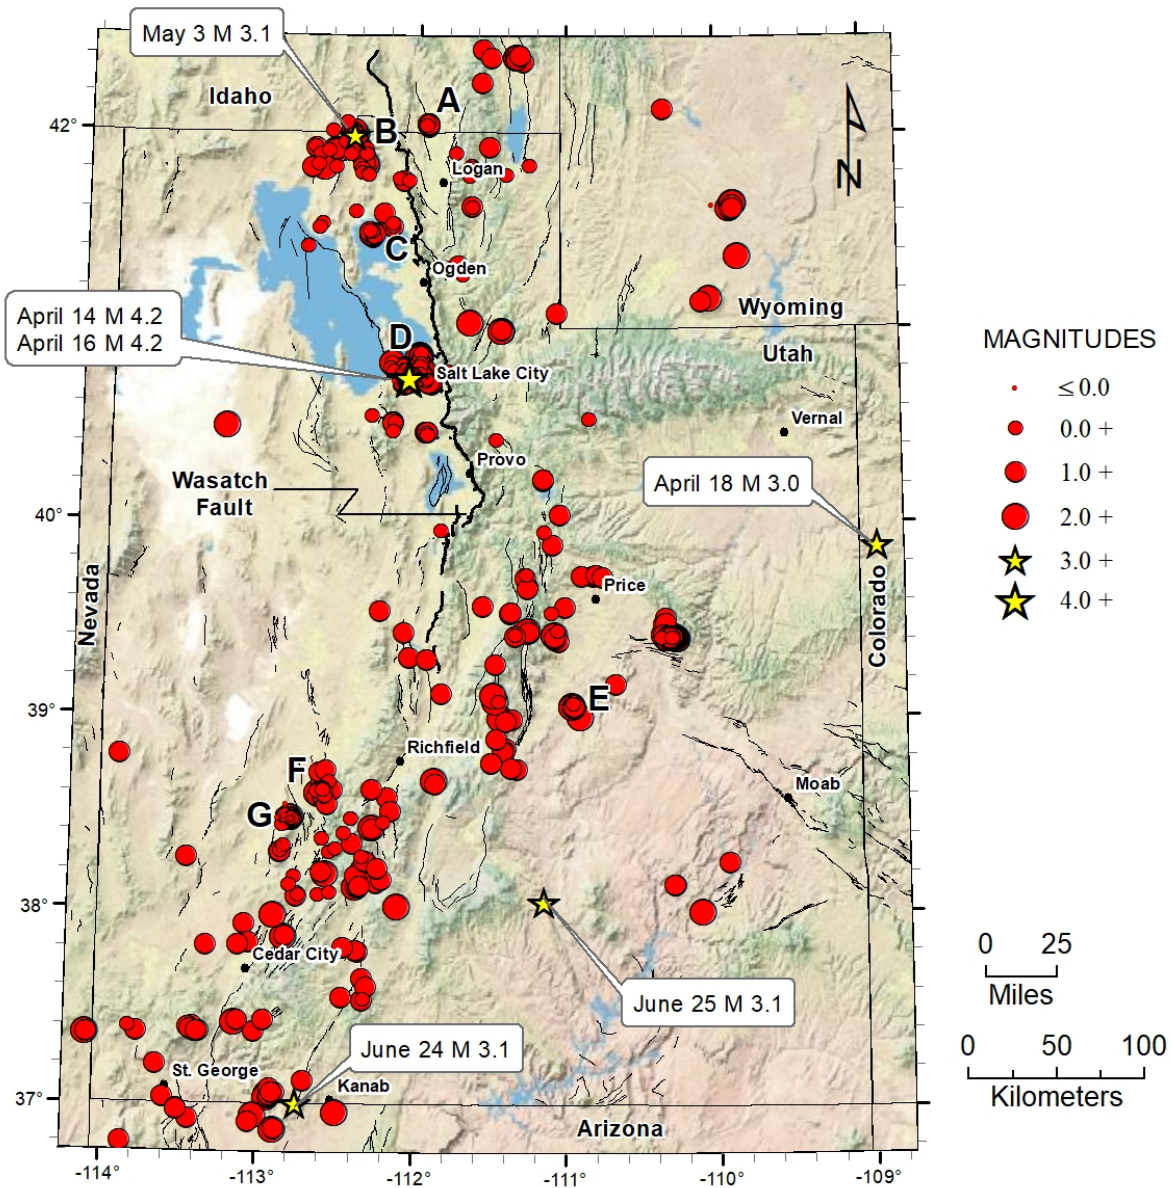 May 3 M 3.1
Idaho
A
42°
B
Logan
C
Ogden
April 14 M 4.2
April 16 M 4.2
Wyoming
D
Utah
Salt Lake City
Vernal
N
Wasatch
Fault
Provo
April 18 M 3.0
40°
Nevada
Price
Colorado
39°
E
Richfield
F
Moab
G
38°
Cedar City
June 25 M 3.1
June 24 M 3.1
St. George
Kanab
37°
Arizona
-114°
-113°
-112°
-111°
-110°
-109°
MAGNITUDES
≤0.0
0.0 +
1.0 +
2.0 +
3.0 +
4.0 +
0 25
Miles
0 50 100
Kilometers